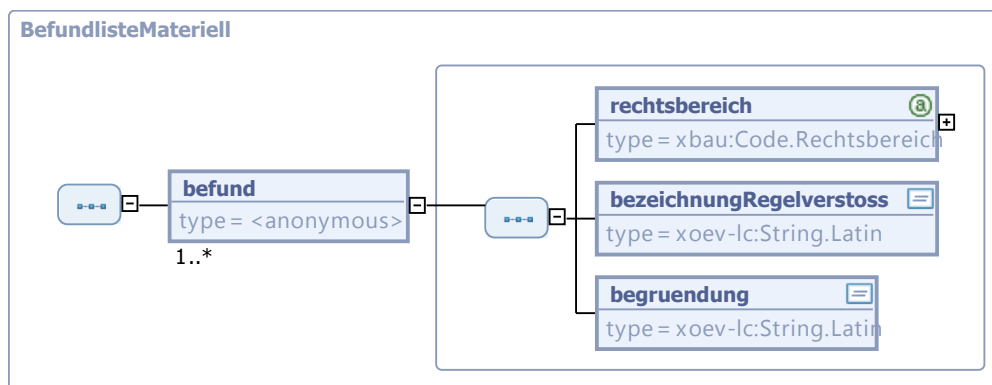 BefundlisteMateriell
rechtsbereich
type = xbau:Code.Rechtsbereich
befund
type = <anonymous>
1..*
bezeichnungRegelverstoss
type = xoev-lc:String.Latin
begruendung
type = xoev-lc:String.Latin